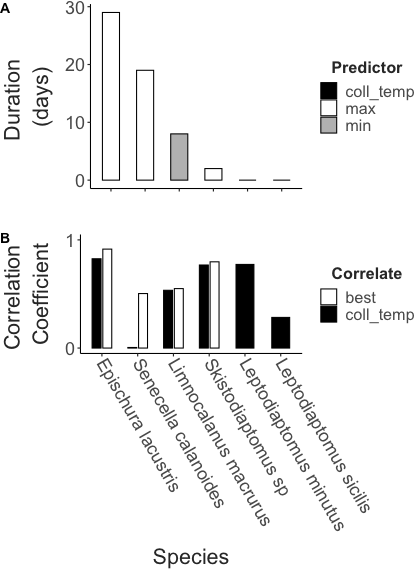 A
30
20
10
0
Duration
(days)
Predictor
coll_temp
max
min
B
1
0
Correlation
Coefficient
Correlate
best
coll_temp
Epischura lacustris
Senecella calanoides
Limnocalanus macrurus
Skistodiaptomus sp
Leptodiaptomus minutus
Leptodiaptomus sicilis
Species